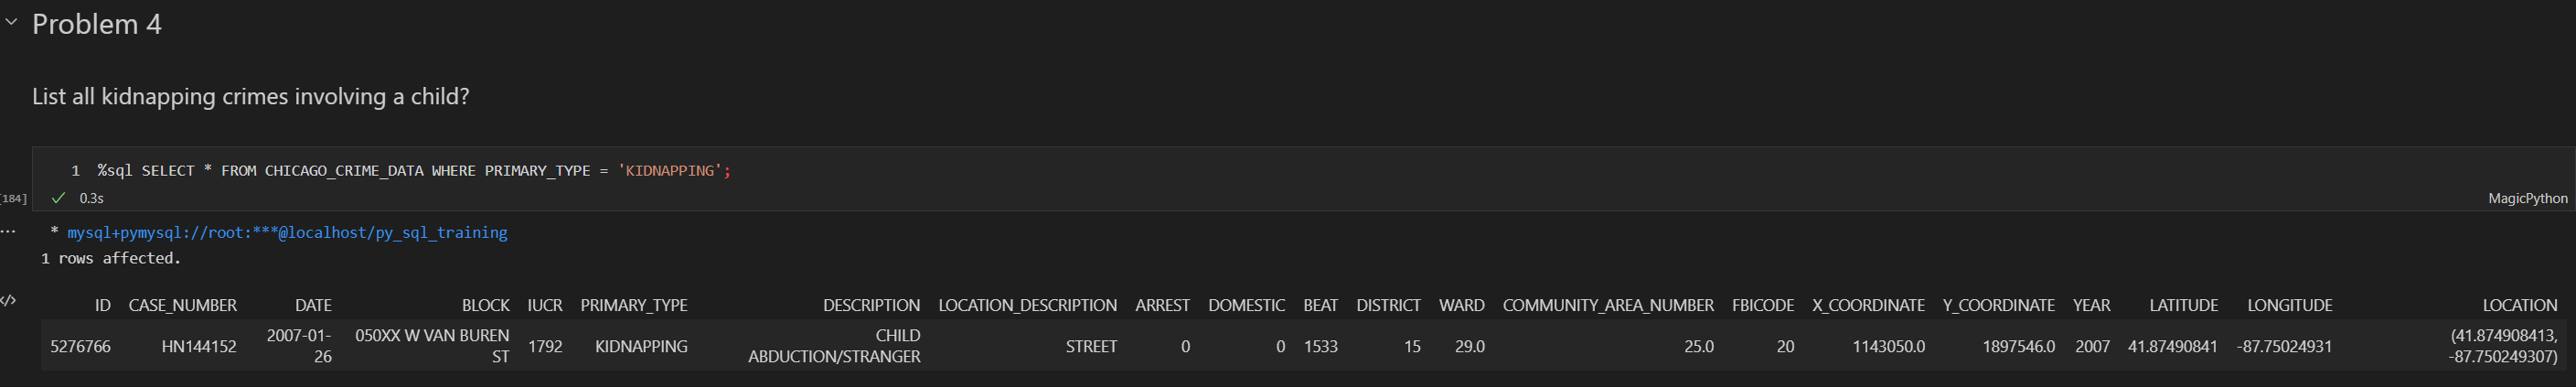 Problem 4
List all kidnapping crimes involving a child?
1 %sql SELECT * FROM CHICAGO_CRIME_DATA WHERE PRIMARY_TYPE = 'KIDNAPPING';
[184] ✓ 0.3s MagicPython
... * mysql+pymysql://root:***@localhost/py_sql_training
1 rows affected.
</> ID CASE_NUMBER DATE BLOCK IUCR PRIMARY_TYPE DESCRIPTION LOCATION_DESCRIPTION ARREST DOMESTIC BEAT DISTRICT WARD COMMUNITY_AREA_NUMBER FBICODE X_COORDINATE Y_COORDINATE YEAR LATITUDE LONGITUDE LOCATION
5276766 HN144152 2007-01-26 050XX W VAN BUREN ST 1792 KIDNAPPING CHILD ABDUCTION/STRANGER STREET 0 0 1533 15 29.0 25.0 20 1143050.0 1897546.0 2007 41.87490841 -87.75024931 (41.874908413, -87.750249307)